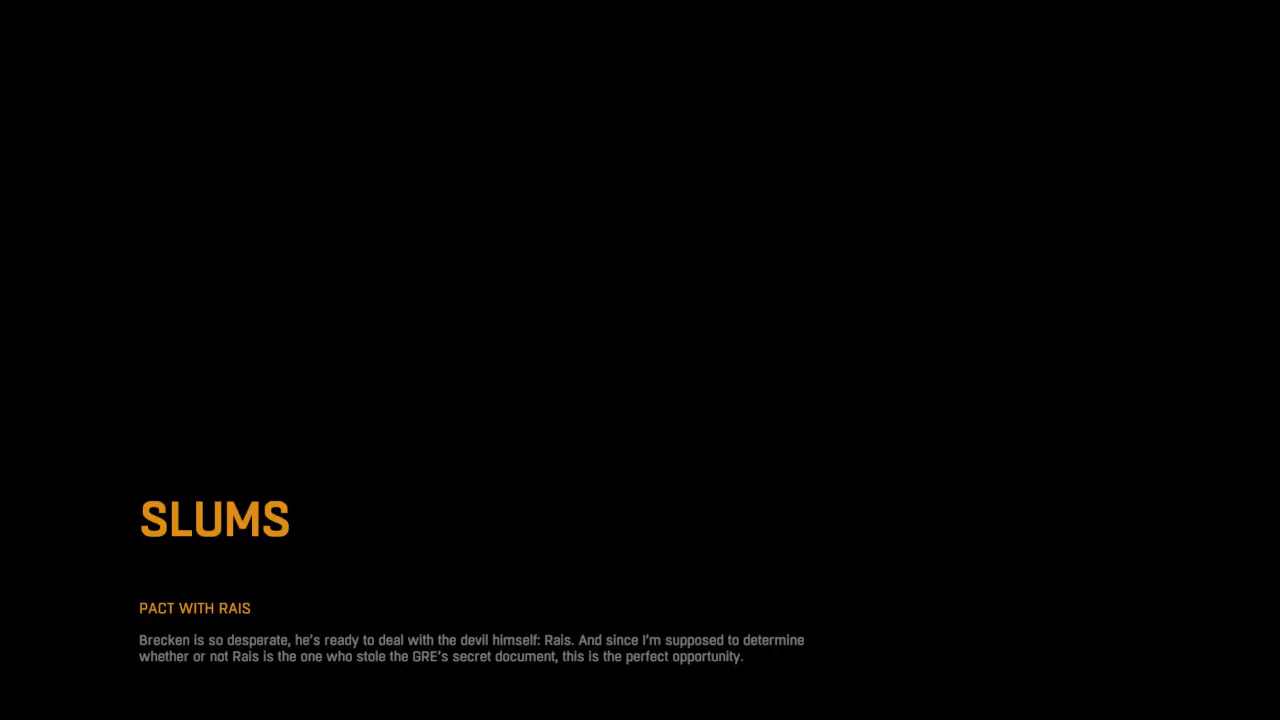 SLUMS
PACT WITH RAIS
Brecken is so desperate, he's ready to deal with the devil himself: Rais. And since I'm supposed to determine
whether or not Rais is the one who stole the GRE's secret document, this is the perfect opportunity.